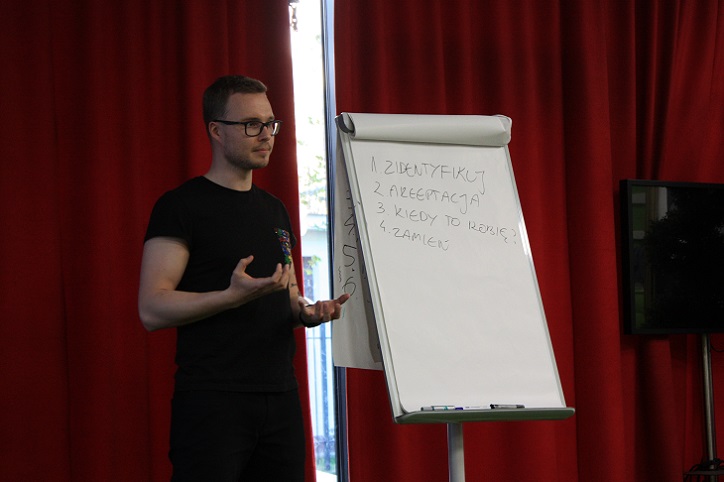 1. ZIDENTYFIKUJ
2 AKCEPTACJA
3. KIEDY TO ROBIĘ?
4. ZAMIEŃ